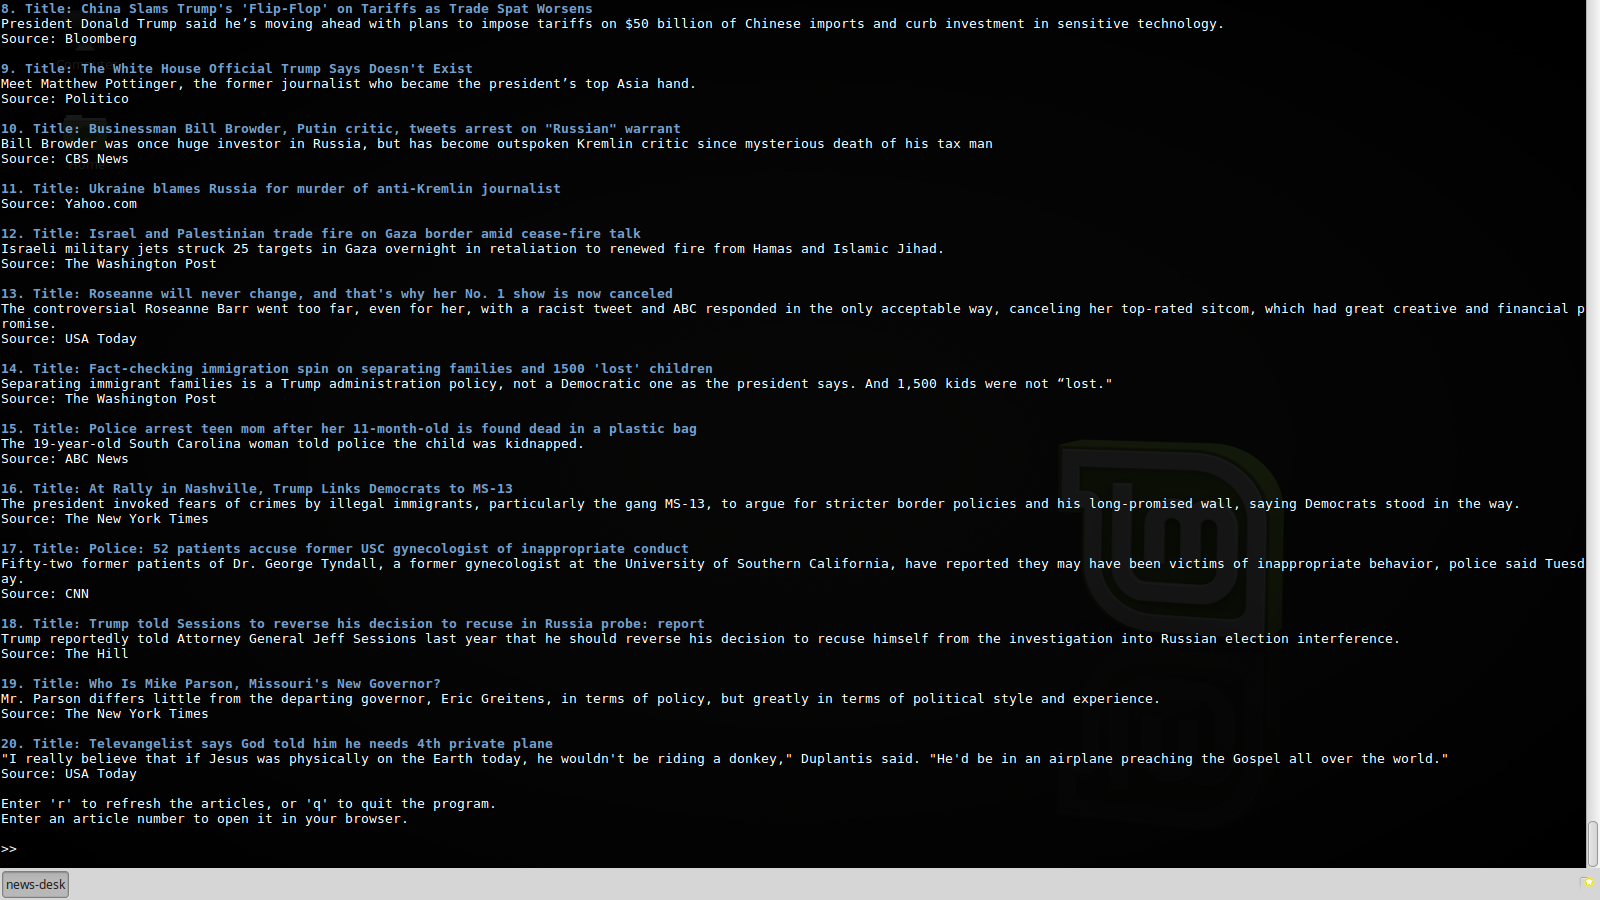 8. Title: China Slams Trump's 'Flip-Flop' on Tariffs as Trade Spat Worsens
President Donald Trump said he’s moving ahead with plans to impose tariffs on $50 billion of Chinese imports and curb investment in sensitive technology.
Source: Bloomberg
9. Title: The White House Official Trump Says Doesn't Exist
Meet Matthew Pottinger, the former journalist who became the president’s top Asia hand.
Source: Politico
10. Title: Businessman Bill Browder, Putin critic, tweets arrest on "Russian" warrant
Bill Browder was once huge investor in Russia, but has become outspoken Kremlin critic since mysterious death of his tax man
Source: CBS News
11. Title: Ukraine blames Russia for murder of anti-Kremlin journalist
Source: Yahoo.com
12. Title: Israel and Palestinian trade fire on Gaza border amid cease-fire talk
Israeli military jets struck 25 targets in Gaza overnight in retaliation to renewed fire from Hamas and Islamic Jihad.
Source: The Washington Post
13. Title: Roseanne will never change, and that's why her No. 1 show is now canceled
The controversial Roseanne Barr went too far, even for her, with a racist tweet and ABC responded in the only acceptable way, canceling her top-rated sitcom, which had great creative and financial p
romise.
Source: USA Today
14. Title: Fact-checking immigration spin on separating families and 1500 'lost' children
Separating immigrant families is a Trump administration policy, not a Democratic one as the president says. And 1,500 kids were not “lost."
Source: The Washington Post
15. Title: Police arrest teen mom after her 11-month-old is found dead in a plastic bag
The 19-year-old South Carolina woman told police the child was kidnapped.
Source: ABC News
16. Title: At Rally in Nashville, Trump Links Democrats to MS-13
The president invoked fears of crimes by illegal immigrants, particularly the gang MS-13, to argue for stricter border policies and his long-promised wall, saying Democrats stood in the way.
Source: The New York Times
17. Title: Police: 52 patients accuse former USC gynecologist of inappropriate conduct
Fifty-two former patients of Dr. George Tyndall, a former gynecologist at the University of Southern California, have reported they may have been victims of inappropriate behavior, police said Tuesd
ay.
Source: CNN
18. Title: Trump told Sessions to reverse his decision to recuse in Russia probe: report
Trump reportedly told Attorney General Jeff Sessions last year that he should reverse his decision to recuse himself from the investigation into Russian election interference.
Source: The Hill
19. Title: Who Is Mike Parson, Missouri's New Governor?
Mr. Parson differs little from the departing governor, Eric Greitens, in terms of policy, but greatly in terms of political style and experience.
Source: The New York Times
20. Title: Televangelist says God told him he needs 4th private plane
"I really believe that if Jesus was physically on the Earth today, he wouldn't be riding a donkey," Duplantis said. "He'd be in an airplane preaching the Gospel all over the world."
Source: USA Today
Enter 'r' to refresh the articles, or 'q' to quit the program.
Enter an article number to open it in your browser.
>>
news-desk